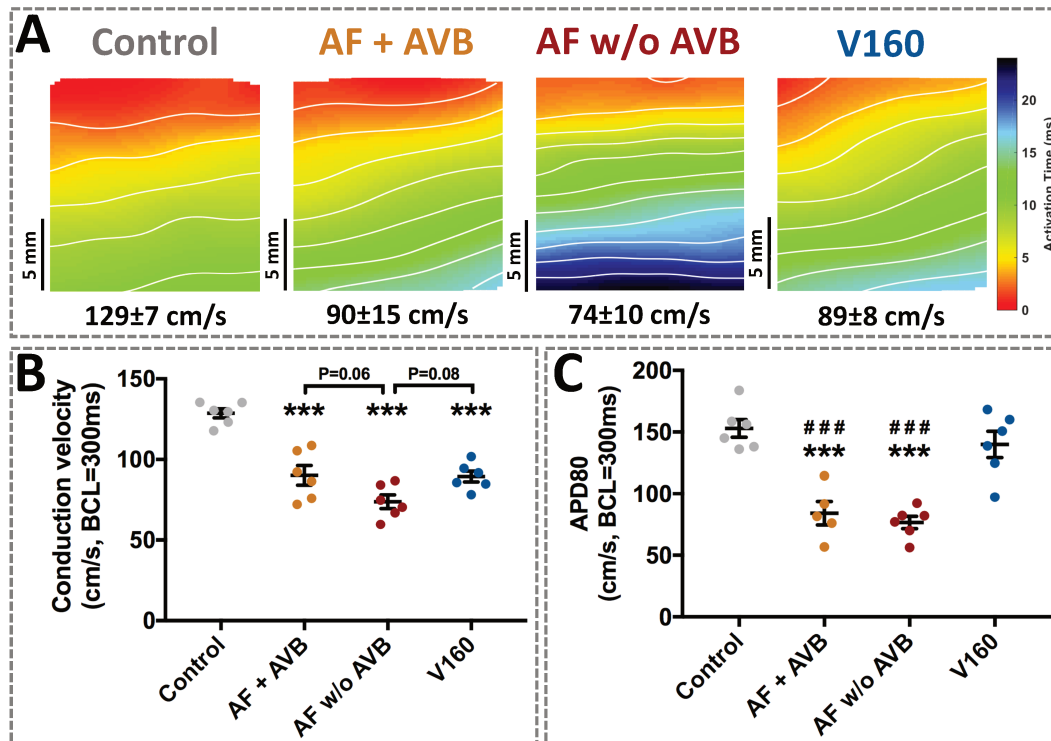 A
Control
AF + AVB
AF w/o AVB
V160
5 mm
5 mm
5 mm
5 mm
20
15
10
5
0
Activation Time (ms)
129±7 cm/s
90±15 cm/s
74±10 cm/s
89±8 cm/s
B
Conduction velocity
(cm/s, BCL=300ms)
150
100
50
0
P=0.06
P=0.08
***
***
***
Control
AF + AVB
AF w/o AVB
V160
C
APD80
(cm/s, BCL=300ms)
200
150
100
50
0
###
###
***
***
Control
AF + AVB
AF w/o AVB
V160